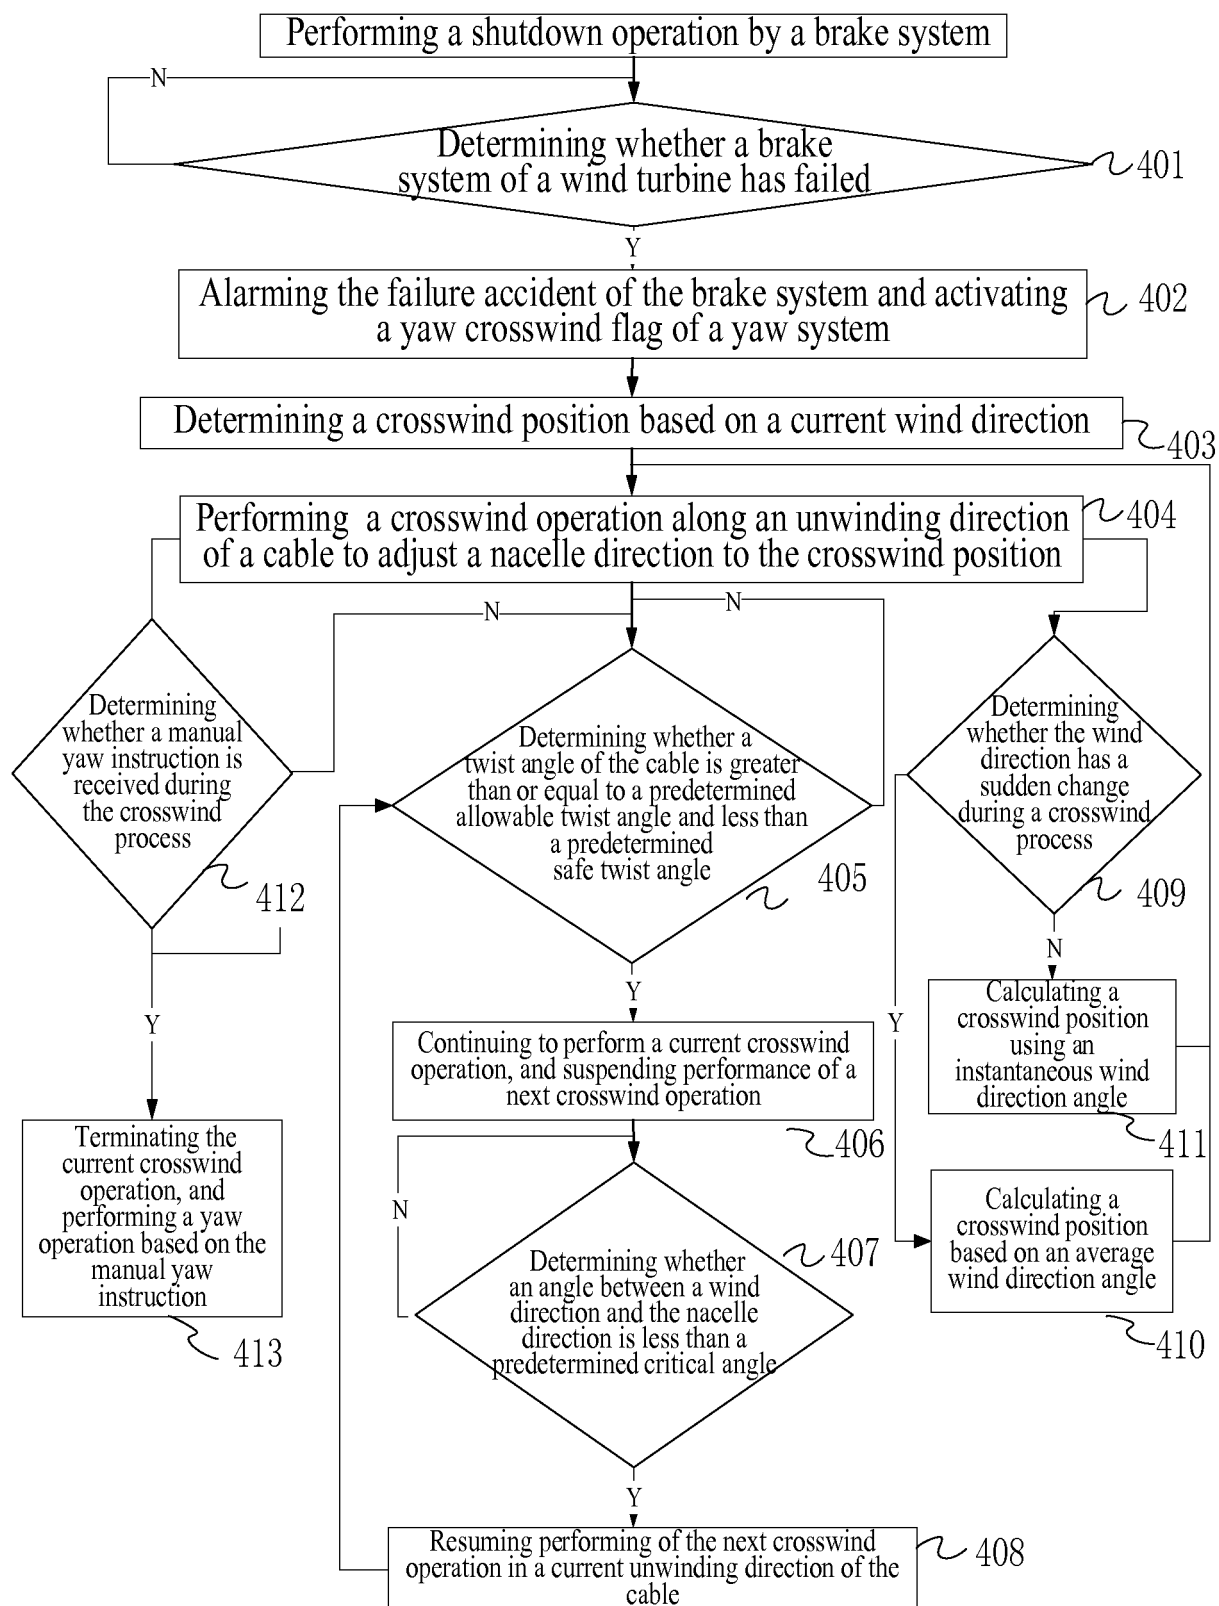 Performing a shutdown operation by a brake system
N
Determining whether a brake
system of a wind turbine has failed
401
Y
Alarming the failure accident of the brake system and activating
a yaw crosswind flag of a yaw system
402
Determining a crosswind position based on a current wind direction
403
Performing a crosswind operation along an unwinding direction
of a cable to adjust a nacelle direction to the crosswind position
404
N
N
Determining
whether a manual
yaw instruction is
received during
the crosswind
process
412
Determining whether a
twist angle of the cable is greater
than or equal to a predetermined
allowable twist angle and less than
a predetermined
safe twist angle
405
Determining
whether the wind
direction has a
sudden change
during a crosswind
process
409
Y
Y
Y
N
Continuing to perform a current crosswind
operation, and suspending performance of a
next crosswind operation
406
Calculating a
crosswind position
using an
instantaneous wind
direction angle
411
Terminating the
current crosswind
operation, and
performing a yaw
operation based on the
manual yaw
instruction
413
N
Determining whether
an angle between a wind
direction and the nacelle
direction is less than a
predetermined critical angle
407
Calculating a
crosswind position
based on an average
wind direction angle
410
Y
Resuming performing of the next crosswind
operation in a current unwinding direction of the
cable
408